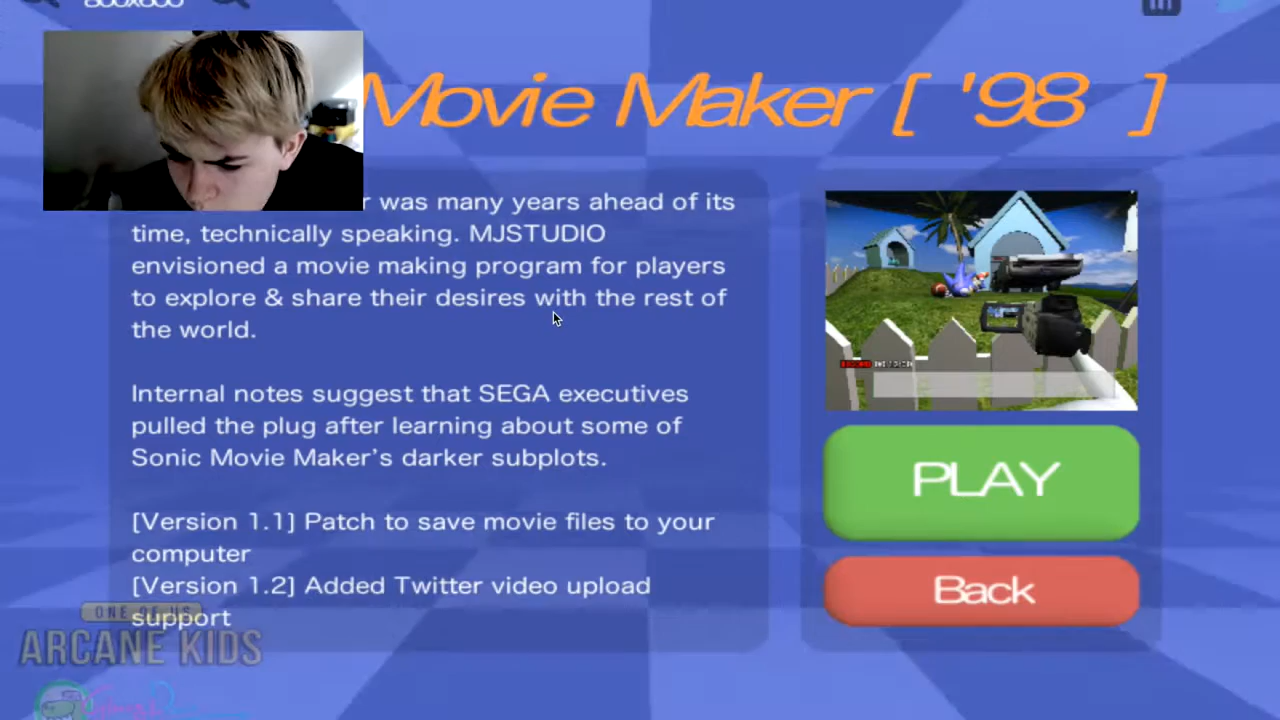 800x600
Movie Maker [ '98 ]
was many years ahead of its
time, technically speaking. MJSTUDIO
envisioned a movie making program for players
to explore & share their desires with the rest of
the world.
Internal notes suggest that SEGA executives
pulled the plug after learning about some of
Sonic Movie Maker's darker subplots.
[Version 1.1] Patch to save movie files to your
computer
[Version 1.2] Added Twitter video upload
support
PLAY
Back
ONE OF US
ARCANE KIDS